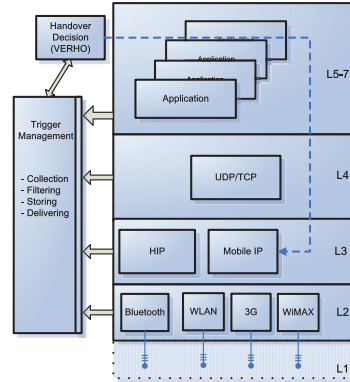 Handover
Decision
(VERHO)
Application
Application
Application
L5-7
Trigger
Management
- Collection
- Filtering
- Storing
- Delivering
UDP/TCP
L4
HIP
Mobile IP
L3
Bluetooth
WLAN
3G
WiMAX
L2
L1